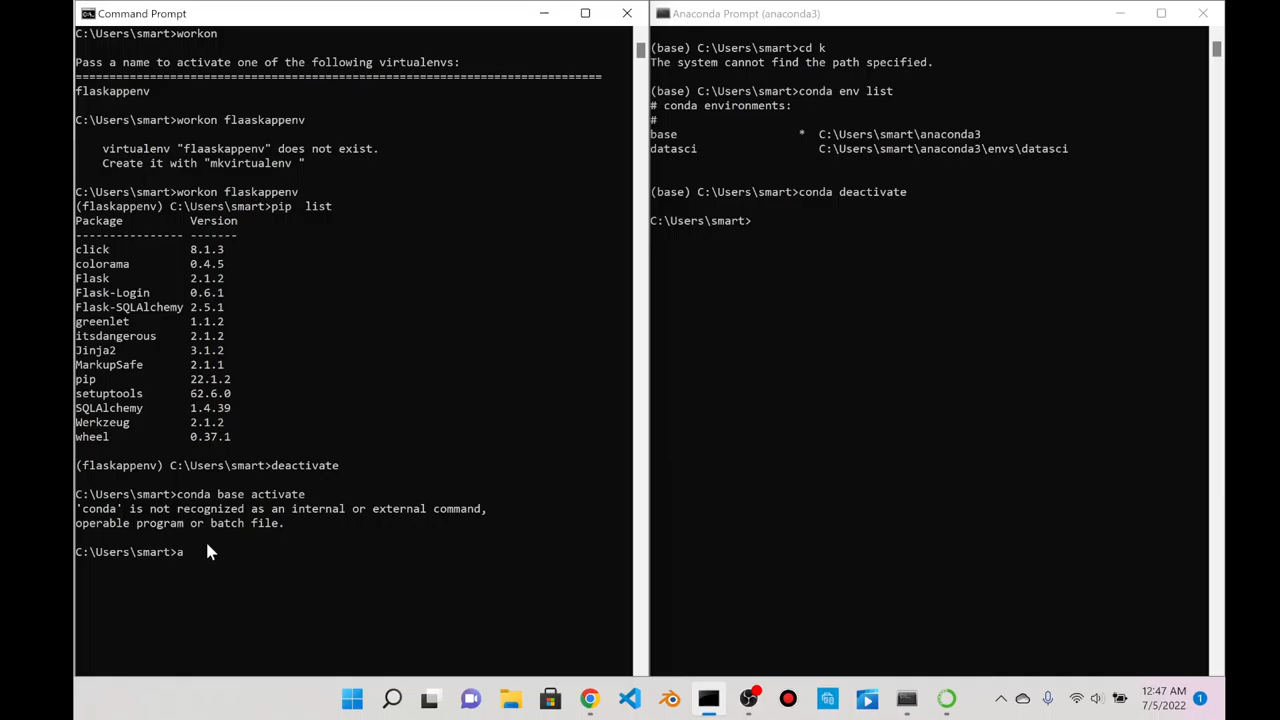 Command Prompt
C:\Users\smart>workon
Pass a name to activate one of the following virtualenvs:
==============================================================================
flaskappenv
C:\Users\smart>workon flaaskappenv
virtualenv "flaaskappenv" does not exist.
Create it with "mkvirtualenv "
C:\Users\smart>workon flaskappenv
(flaskappenv) C:\Users\smart>pip  list
Package Version
---------------- -------
click 8.1.3
colorama 0.4.5
Flask 2.1.2
Flask-Login 0.6.1
Flask-SQLAlchemy 2.5.1
greenlet 1.1.2
itsdangerous 2.1.2
Jinja2 3.1.2
MarkupSafe 2.1.1
pip 22.1.2
setuptools 62.6.0
SQLAlchemy 1.4.39
Werkzeug 2.1.2
wheel 0.37.1
(flaskappenv) C:\Users\smart>deactivate
C:\Users\smart>conda base activate
'conda' is not recognized as an internal or external command,
operable program or batch file.
C:\Users\smart>a
Anaconda Prompt (anaconda3)
(base) C:\Users\smart>cd k
The system cannot find the path specified.
(base) C:\Users\smart>conda env list
# conda environments:
#
base * C:\Users\smart\anaconda3
datasci C:\Users\smart\anaconda3\envs\datasci
(base) C:\Users\smart>conda deactivate
C:\Users\smart>
12:47 AM
7/5/2022
1